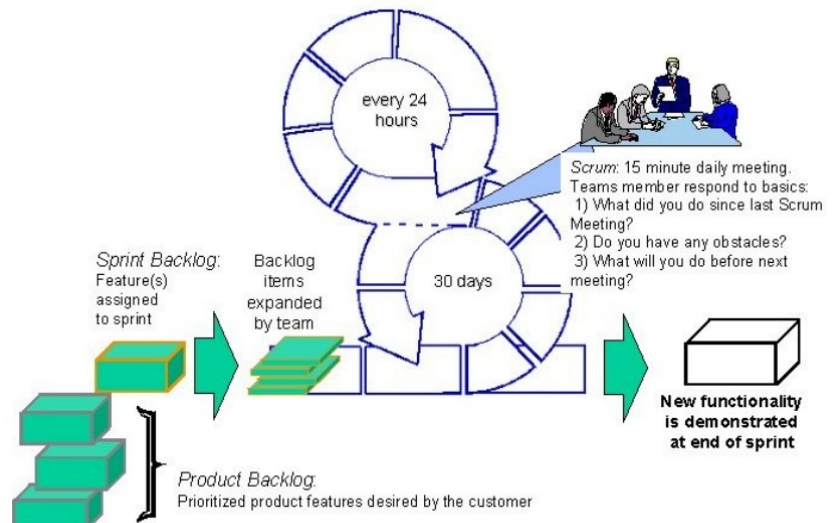 every 24
hours
Scrum: 15 minute daily meeting.
Teams member respond to basics:
1) What did you do since last Scrum
Meeting?
2) Do you have any obstacles?
3) What will you do before next
meeting?
Sprint Backlog:
Feature(s)
assigned
to sprint
Backlog
items
expanded
by team
30 days
New functionality
is demonstrated
at end of sprint
Product Backlog:
Prioritized product features desired by the customer